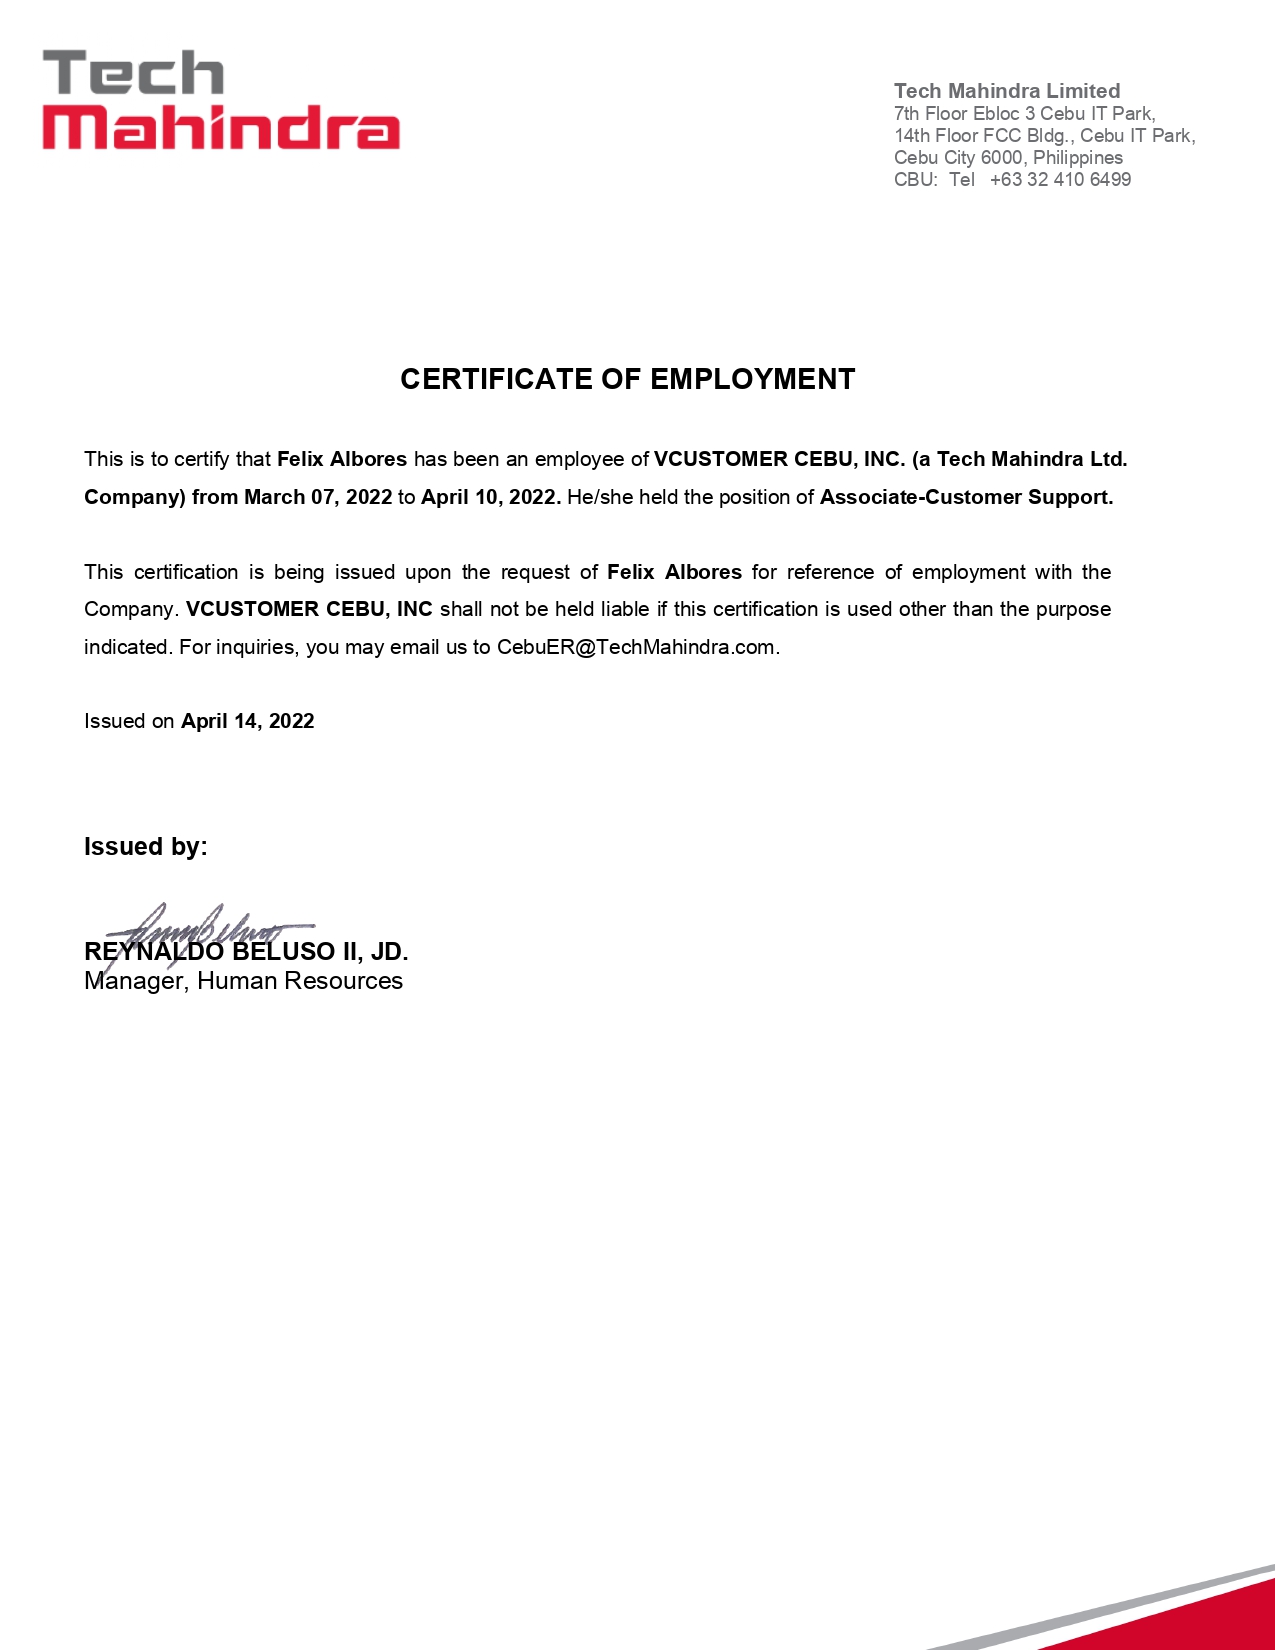 Tech
Mahindra
Tech Mahindra Limited
7th Floor Ebloc 3 Cebu IT Park,
14th Floor FCC Bldg., Cebu IT Park,
Cebu City 6000, Philippines
CBU:  Tel   +63 32 410 6499
CERTIFICATE OF EMPLOYMENT
This is to certify that Felix Albores has been an employee of VCUSTOMER CEBU, INC. (a Tech Mahindra Ltd.
Company) from March 07, 2022 to April 10, 2022. He/she held the position of Associate-Customer Support.
This certification is being issued upon the request of Felix Albores for reference of employment with the
Company. VCUSTOMER CEBU, INC shall not be held liable if this certification is used other than the purpose
indicated. For inquiries, you may email us to CebuER@TechMahindra.com.
Issued on April 14, 2022
Issued by:
REYNALDO BELUSO II, JD.
Manager, Human Resources